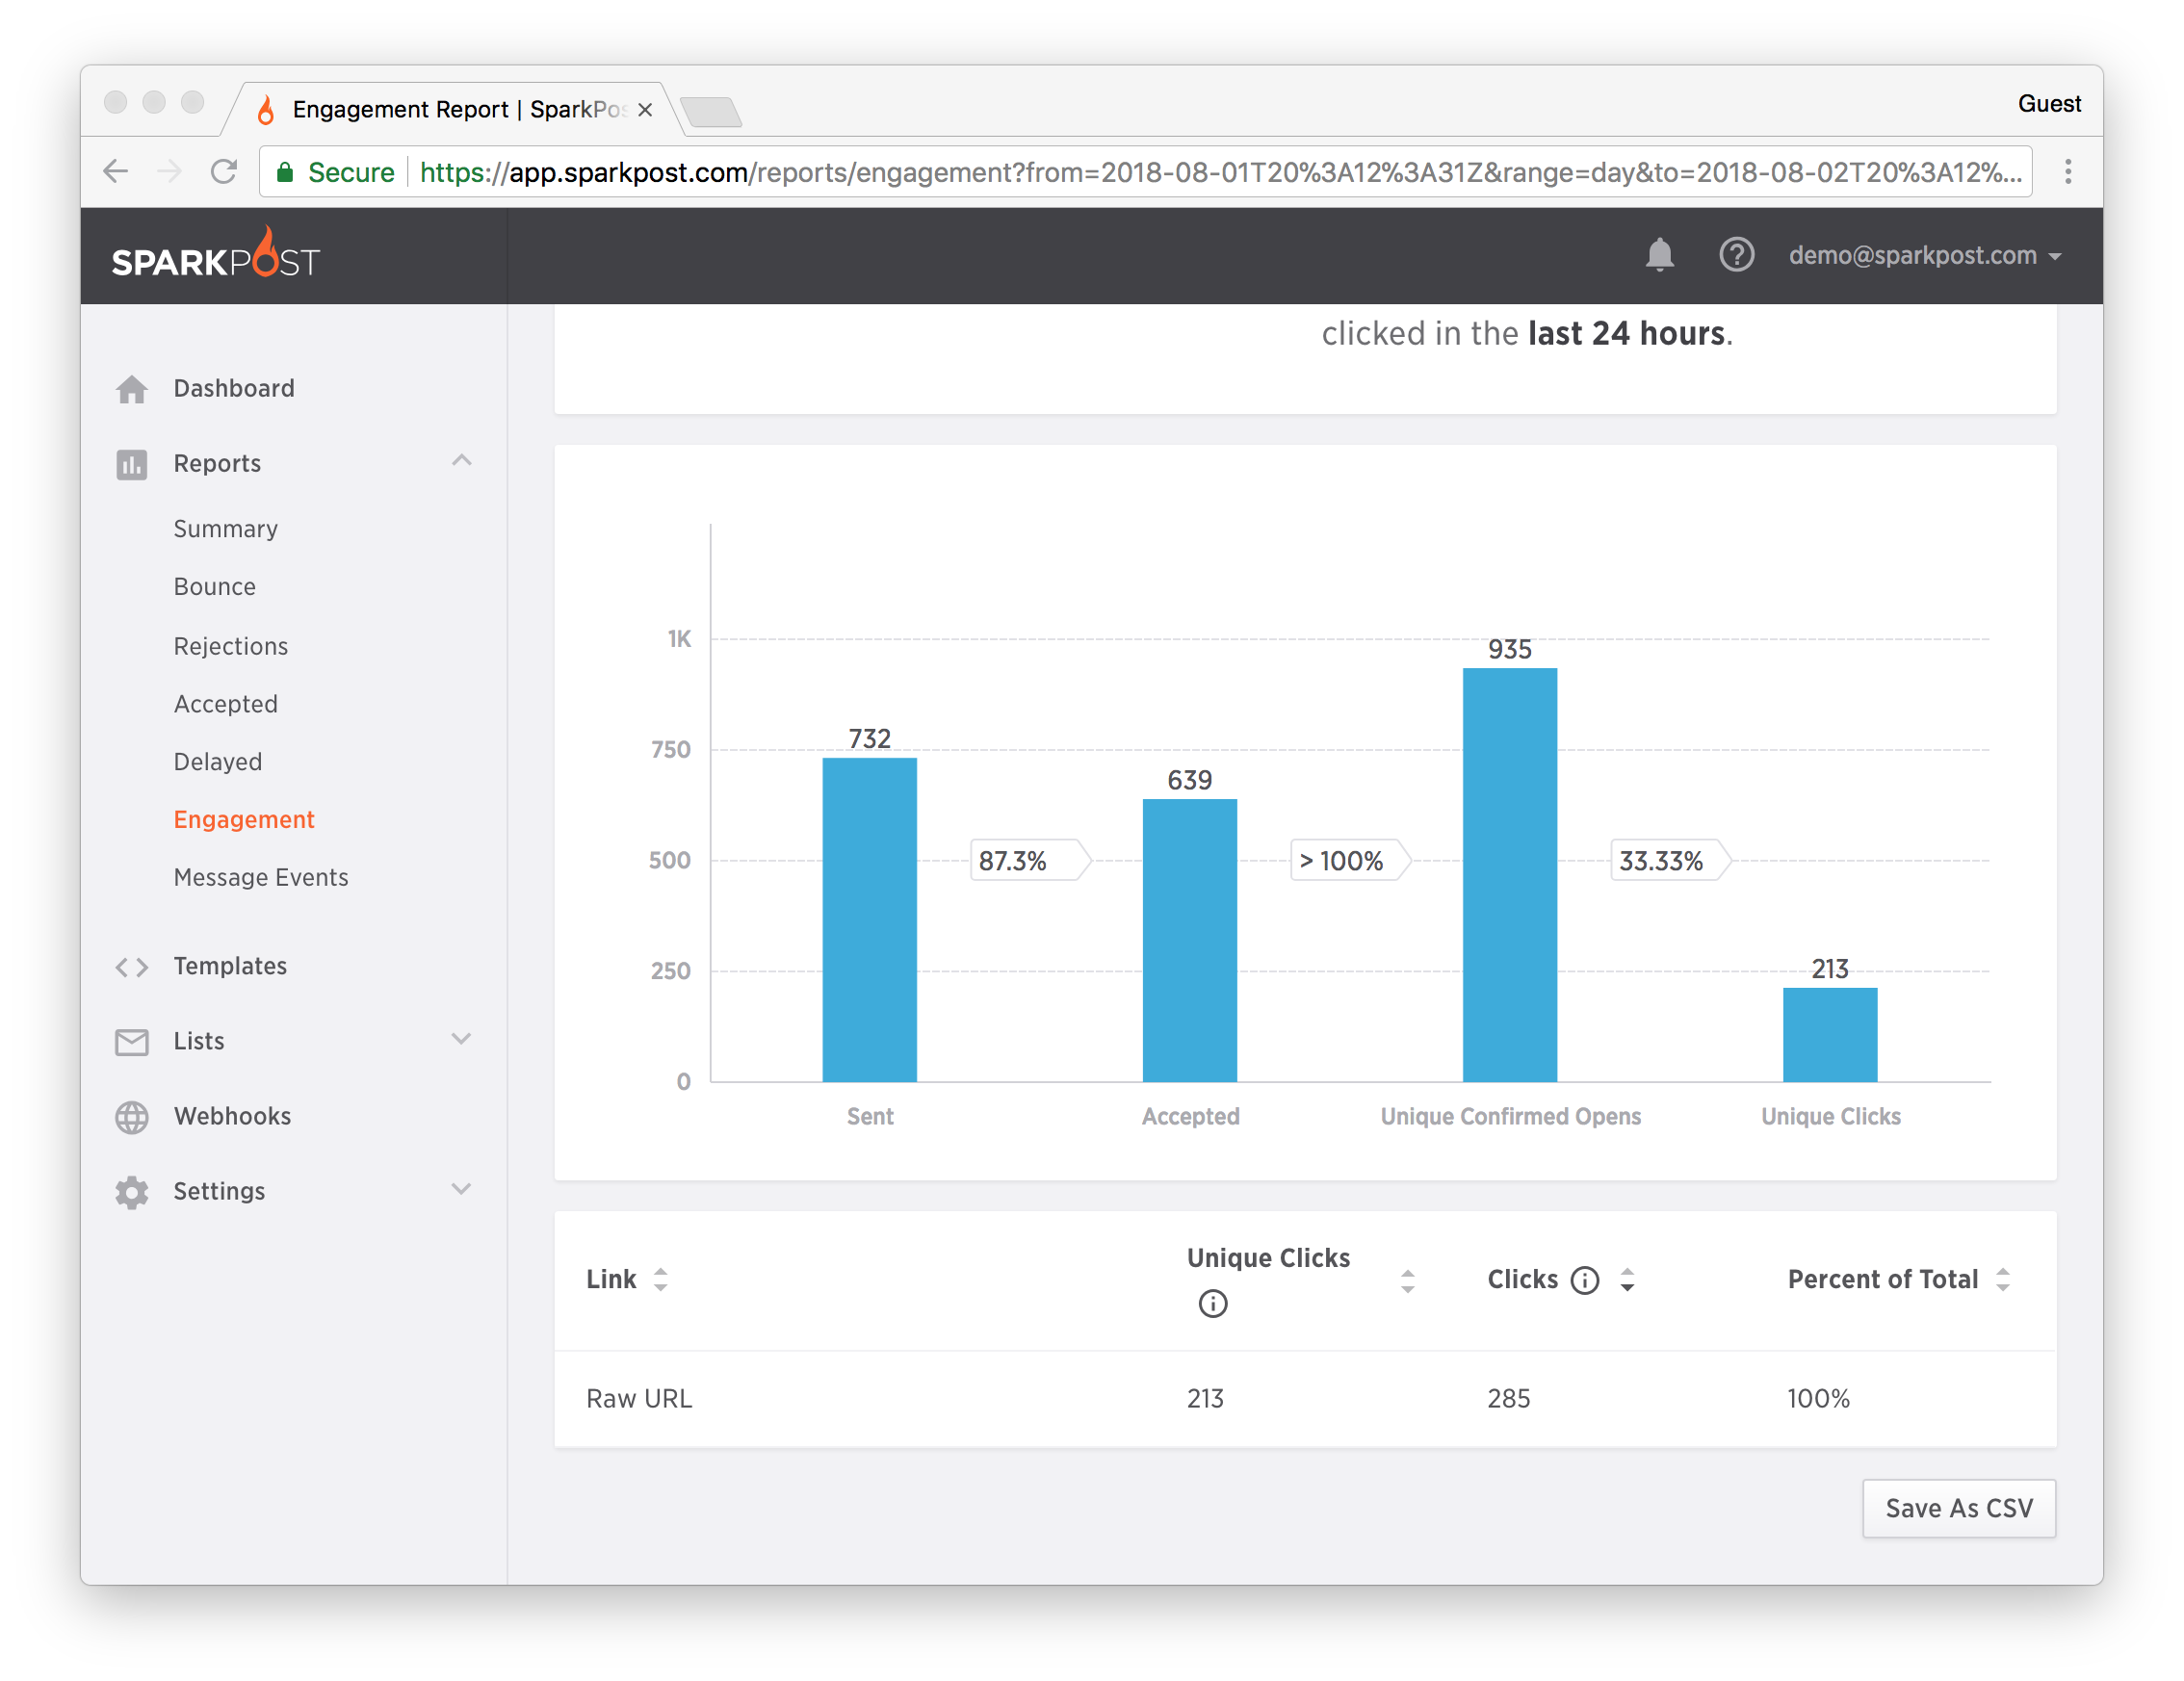 Engagement Report | SparkPos
Guest
Secure https://app.sparkpost.com/reports/engagement?from=2018-08-01T20%3A12%3A31Z&range=day&to=2018-08-02T20%3A12%...
SPARKPOST
demo@sparkpost.com
clicked in the last 24 hours.
Dashboard
Reports
Summary
Bounce
Rejections
Accepted
Delayed
Engagement
Message Events
Templates
Lists
Webhooks
Settings
1K
750
500
250
0
732
639
935
213
87.3%
> 100%
33.33%
Sent
Accepted
Unique Confirmed Opens
Unique Clicks
Link
Unique Clicks
Clicks
Percent of Total
Raw URL
213
285
100%
Save As CSV